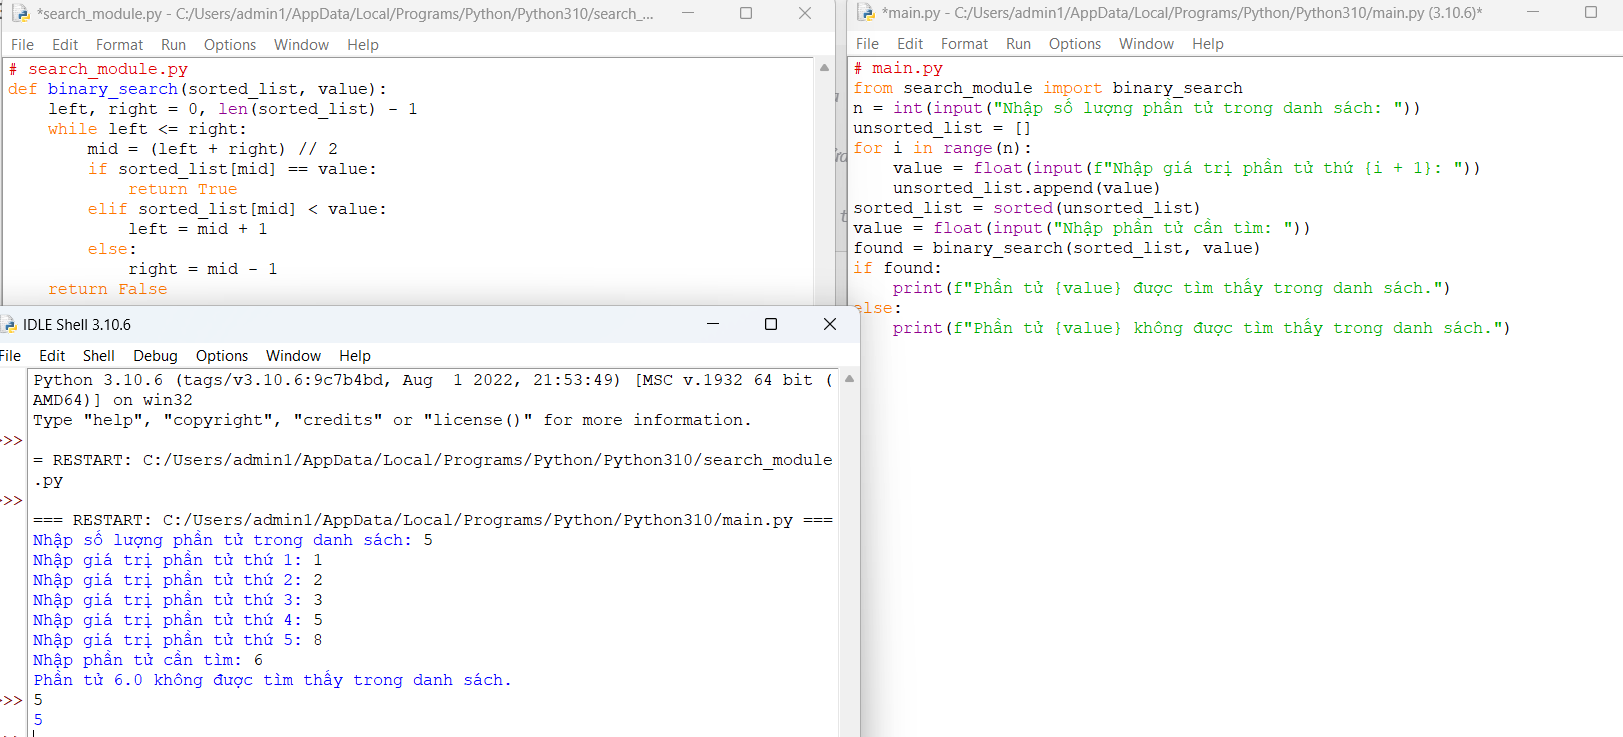 *search_module.py - C:/Users/admin1/AppData/Local/Programs/Python/Python310/search_...
File Edit Format Run Options Window Help
# search_module.py
def binary_search(sorted_list, value):
    left, right = 0, len(sorted_list) - 1
    while left <= right:
        mid = (left + right) // 2
        if sorted_list[mid] == value:
            return True
        elif sorted_list[mid] < value:
            left = mid + 1
        else:
            right = mid - 1
    return False
*main.py - C:/Users/admin1/AppData/Local/Programs/Python/Python310/main.py (3.10.6)*
File Edit Format Run Options Window Help
# main.py
from search_module import binary_search
n = int(input("Nhập số lượng phần tử trong danh sách: "))
unsorted_list = []
for i in range(n):
    value = float(input(f"Nhập giá trị phần tử thứ {i + 1}: "))
    unsorted_list.append(value)
sorted_list = sorted(unsorted_list)
value = float(input("Nhập phần tử cần tìm: "))
found = binary_search(sorted_list, value)
if found:
    print(f"Phần tử {value} được tìm thấy trong danh sách.")
else:
    print(f"Phần tử {value} không được tìm thấy trong danh sách.")
IDLE Shell 3.10.6
File Edit Shell Debug Options Window Help
Python 3.10.6 (tags/v3.10.6:9c7b4bd, Aug  1 2022, 21:53:49) [MSC v.1932 64 bit (
AMD64)] on win32
Type "help", "copyright", "credits" or "license()" for more information.
>>>
= RESTART: C:/Users/admin1/AppData/Local/Programs/Python/Python310/search_module
.py
>>>
=== RESTART: C:/Users/admin1/AppData/Local/Programs/Python/Python310/main.py ===
Nhập số lượng phần tử trong danh sách: 5
Nhập giá trị phần tử thứ 1: 1
Nhập giá trị phần tử thứ 2: 2
Nhập giá trị phần tử thứ 3: 3
Nhập giá trị phần tử thứ 4: 5
Nhập giá trị phần tử thứ 5: 8
Nhập phần tử cần tìm: 6
Phần tử 6.0 không được tìm thấy trong danh sách.
>>> 5
5